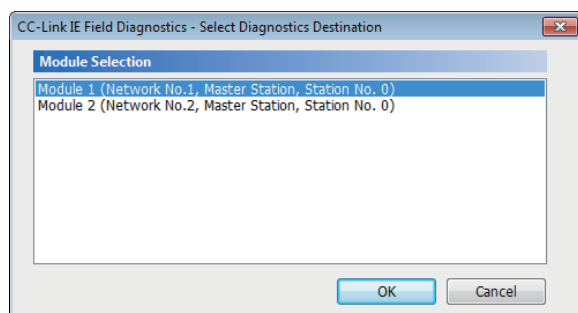 CC-Link IE Field Diagnostics - Select Diagnostics Destination
Module Selection
Module 1 (Network No.1, Master Station, Station No. 0)
Module 2 (Network No.2, Master Station, Station No. 0)
OK Cancel